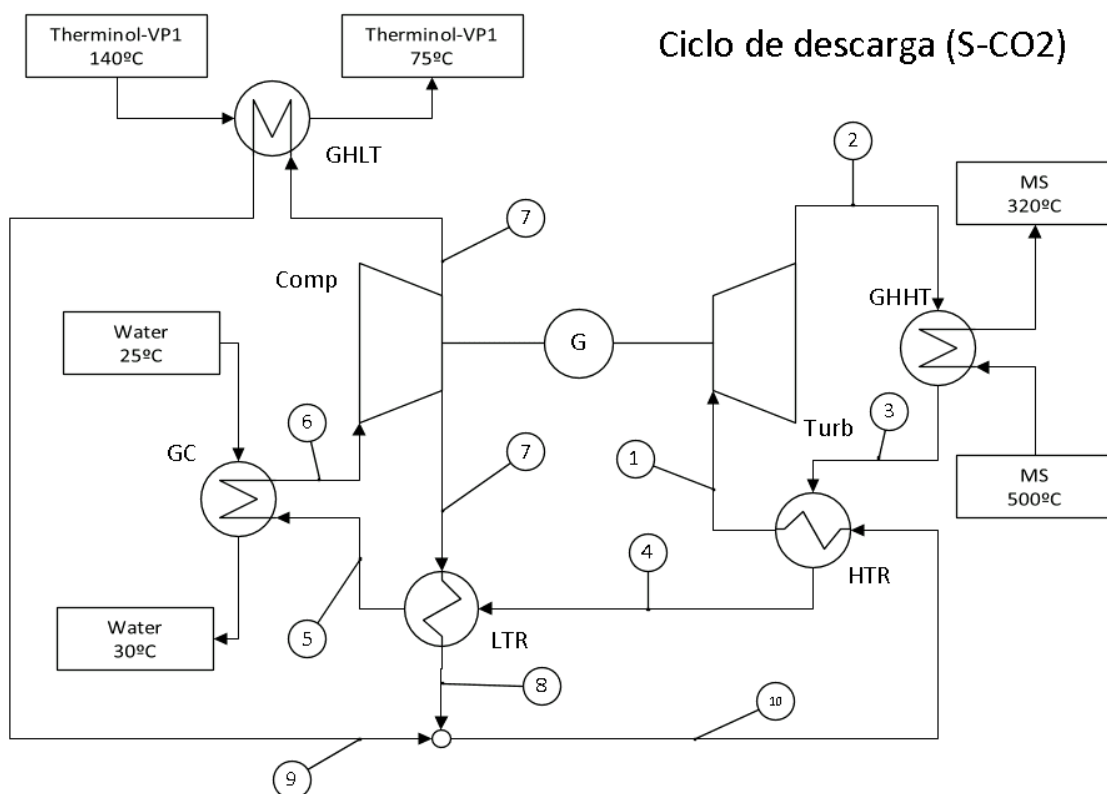 Therminol-VP1
140ºC
Therminol-VP1
75ºC
Ciclo de descarga (S-CO2)
GHLT
2
MS
320ºC
7
Comp
GHHT
Water
25ºC
G
6
3
Turb
GC
7
1
MS
500ºC
4
HTR
Water
30ºC
5
LTR
8
10
9